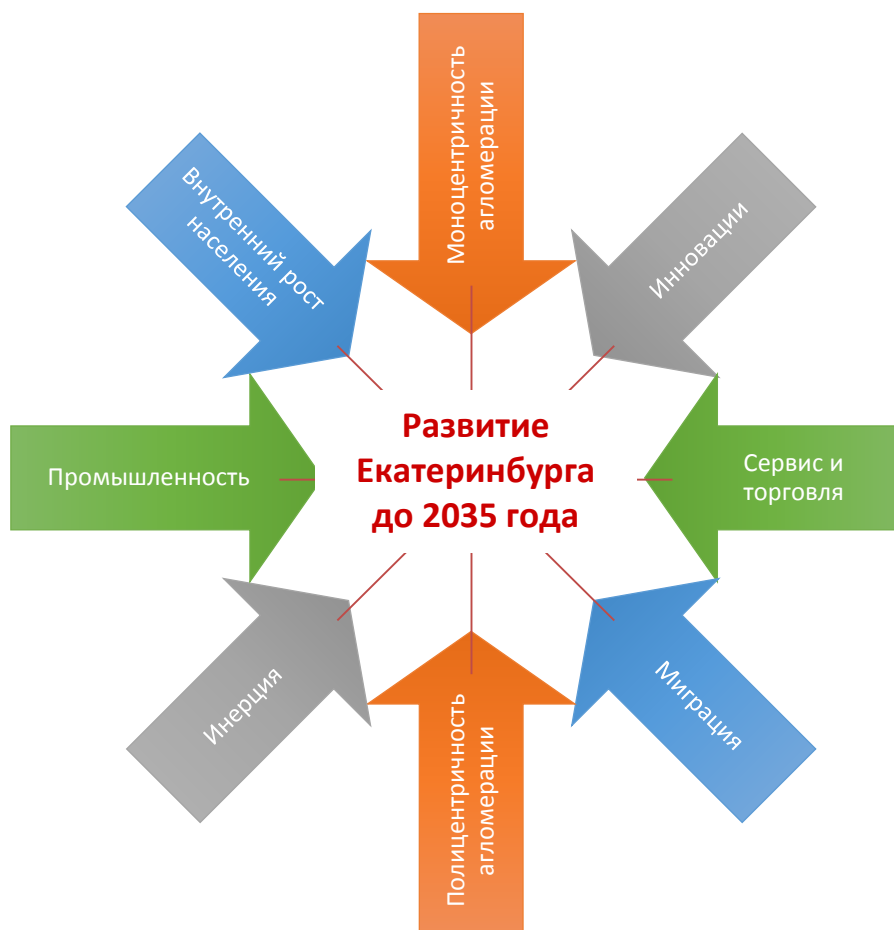 Моноцентричность
агломерации
Внутренний рост
населения
Инновации
Промышленность
Развитие
Екатеринбурга
до 2035 года
Сервис и
торговля
Инерция
Полицентричность
агломерации
Миграция